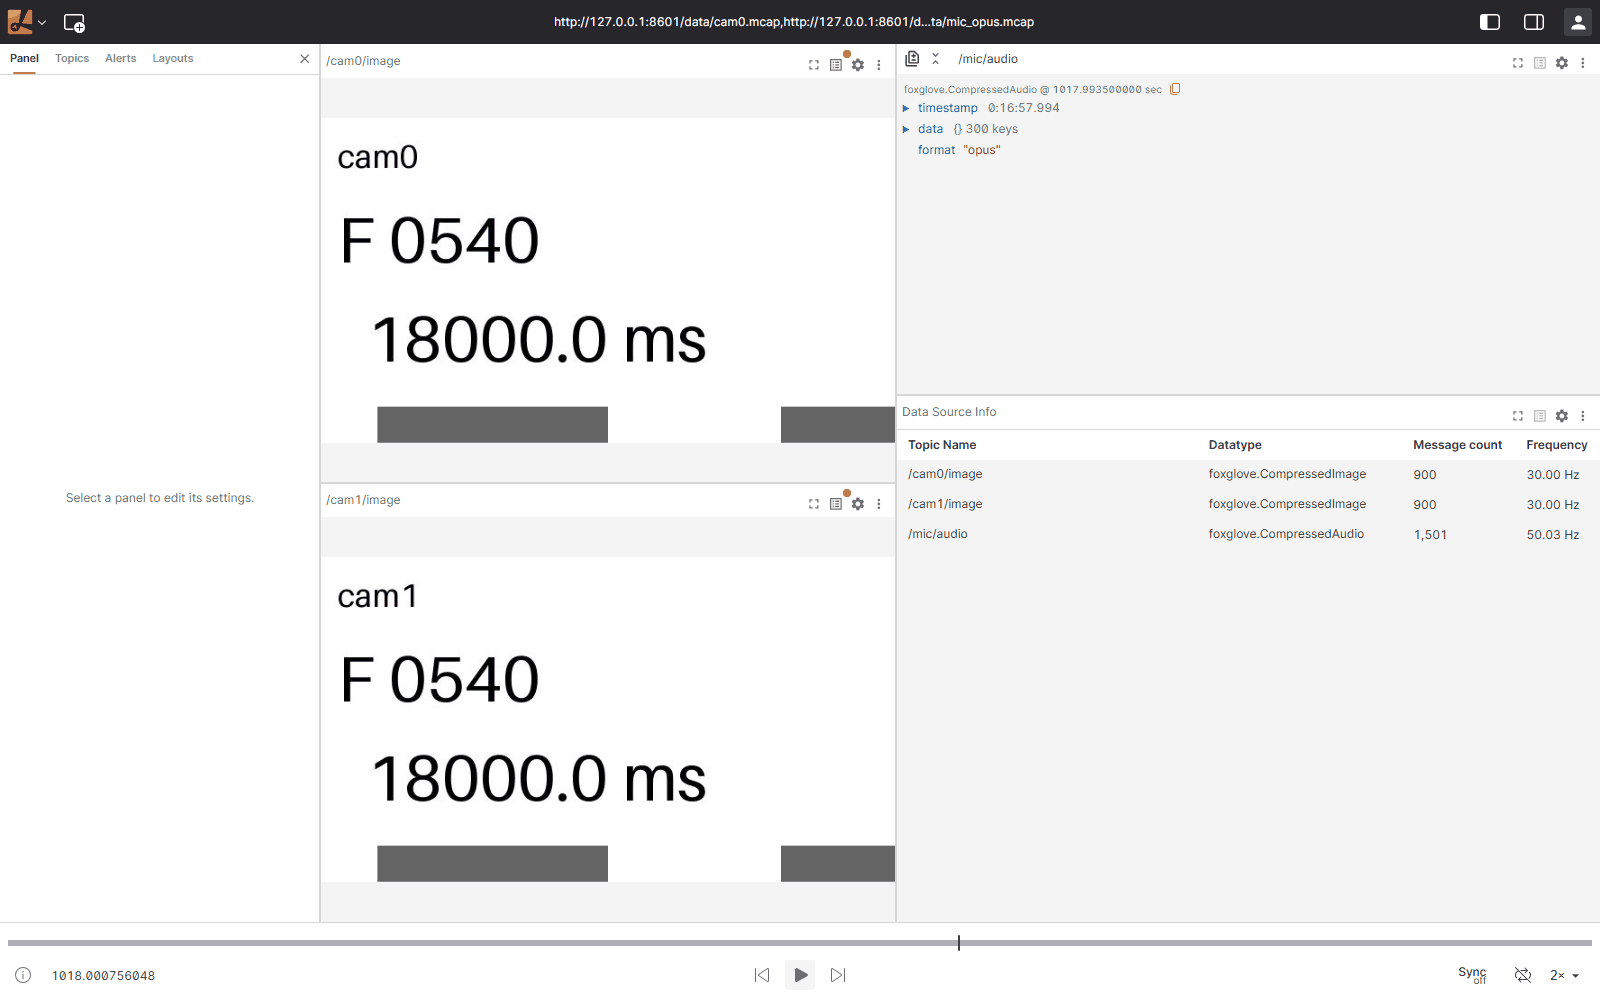 http://127.0.0.1:8601/data/cam0.mcap,http://127.0.0.1:8601/d...ta/mic_opus.mcap
Panel Topics Alerts Layouts
Select a panel to edit its settings.
/cam0/image
cam0
F 0540
18000.0 ms
/cam1/image
cam1
F 0540
18000.0 ms
/mic/audio
foxglove.CompressedAudio @ 1017.993500000 sec
timestamp 0:16:57.994
data {} 300 keys
format "opus"
Data Source Info
Topic Name Datatype Message count Frequency
/cam0/image foxglove.CompressedImage 900 30.00 Hz
/cam1/image foxglove.CompressedImage 900 30.00 Hz
/mic/audio foxglove.CompressedAudio 1,501 50.03 Hz
1018.000756048
Sync
off
2×